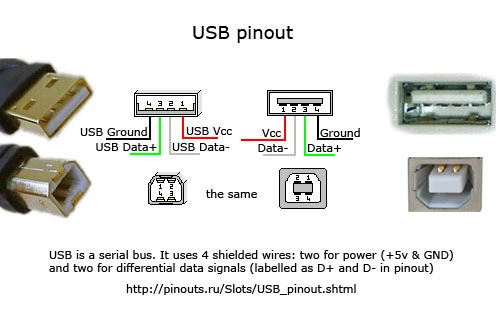 USB pinout
4 3 2 1
1 2 3 4
USB Ground USB Vcc Vcc Ground
USB Data+ USB Data- Data- Data+
1 2
4 3
the same
2 1
3 4
USB is a serial bus. It uses 4 shielded wires: two for power (+5v & GND)
and two for differential data signals (labelled as D+ and D- in pinout)
http://pinouts.ru/Slots/USB_pinout.shtml